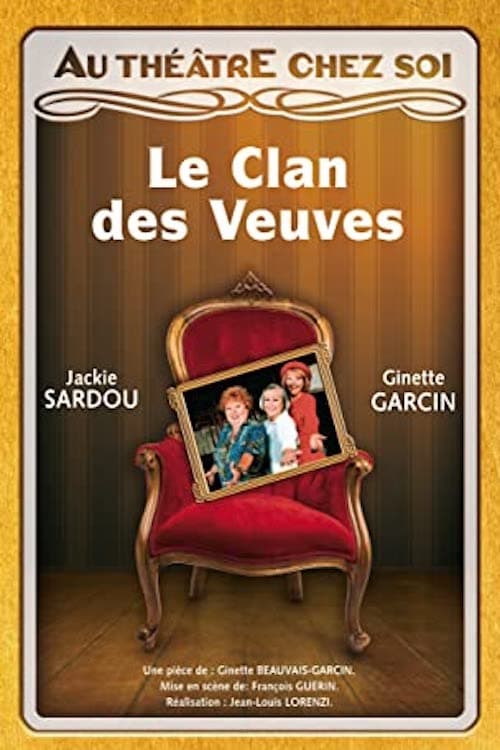 AU THÉÂTRE CHEZ SOI
Le Clan
des Veuves
Jackie
SARDOU
Ginette
GARCIN
Une pièce de : Ginette BEAUVAIS-GARCIN.
Mise en scène de: François GUERIN.
Réalisation : Jean-Louis LORENZI.